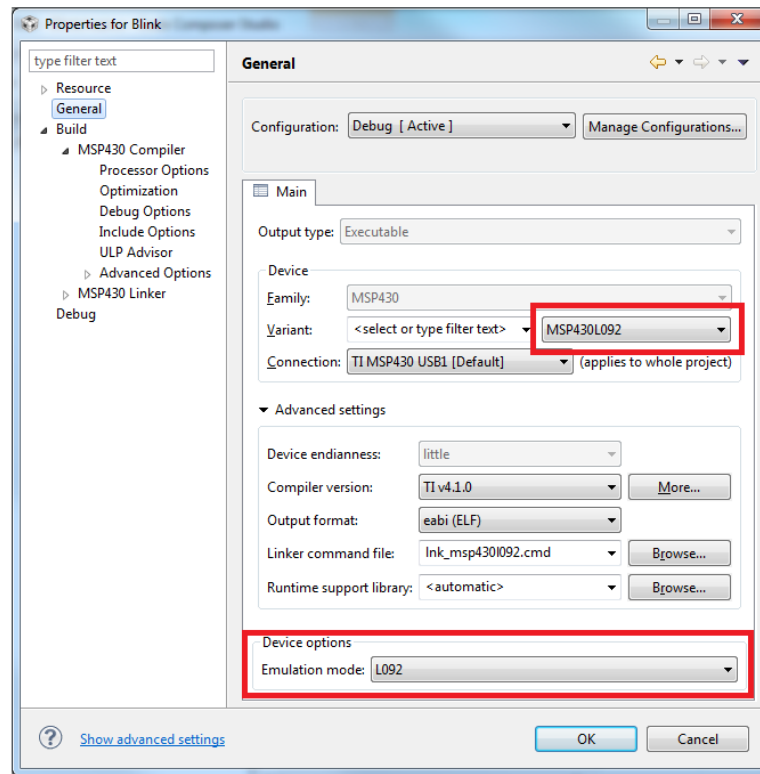 Properties for Blink
type filter text
Resource
General
Build
MSP430 Compiler
Processor Options
Optimization
Debug Options
Include Options
ULP Advisor
Advanced Options
MSP430 Linker
Debug
General
Configuration: Debug [ Active ] Manage Configurations...
Main
Output type: Executable
Device
Family: MSP430
Variant: <select or type filter text> MSP430L092
Connection: TI MSP430 USB1 [Default] (applies to whole project)
Advanced settings
Device endianness: little
Compiler version: TI v4.1.0 More...
Output format: eabi (ELF)
Linker command file: lnk_msp430l092.cmd Browse...
Runtime support library: <automatic> Browse...
Device options
Emulation mode: L092
? Show advanced settings OK Cancel